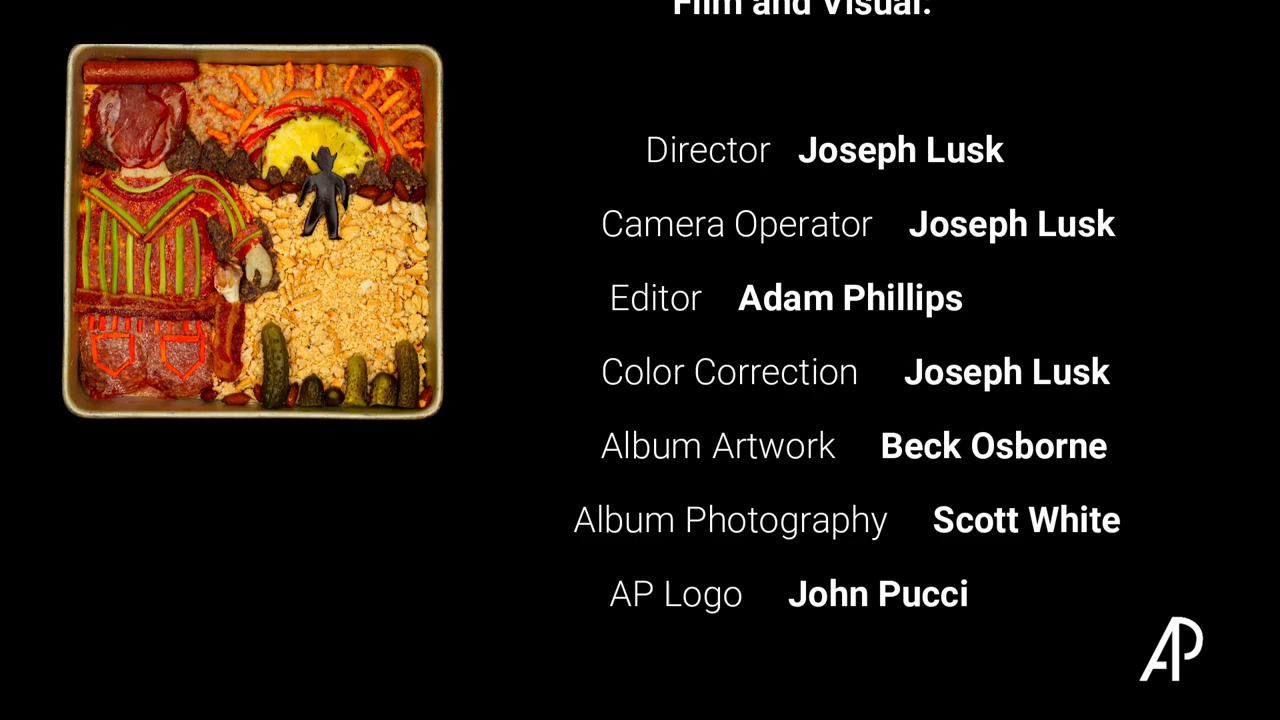 Film and Visual:
Director Joseph Lusk
Camera Operator Joseph Lusk
Editor Adam Phillips
Color Correction Joseph Lusk
Album Artwork Beck Osborne
Album Photography Scott White
AP Logo John Pucci
AP